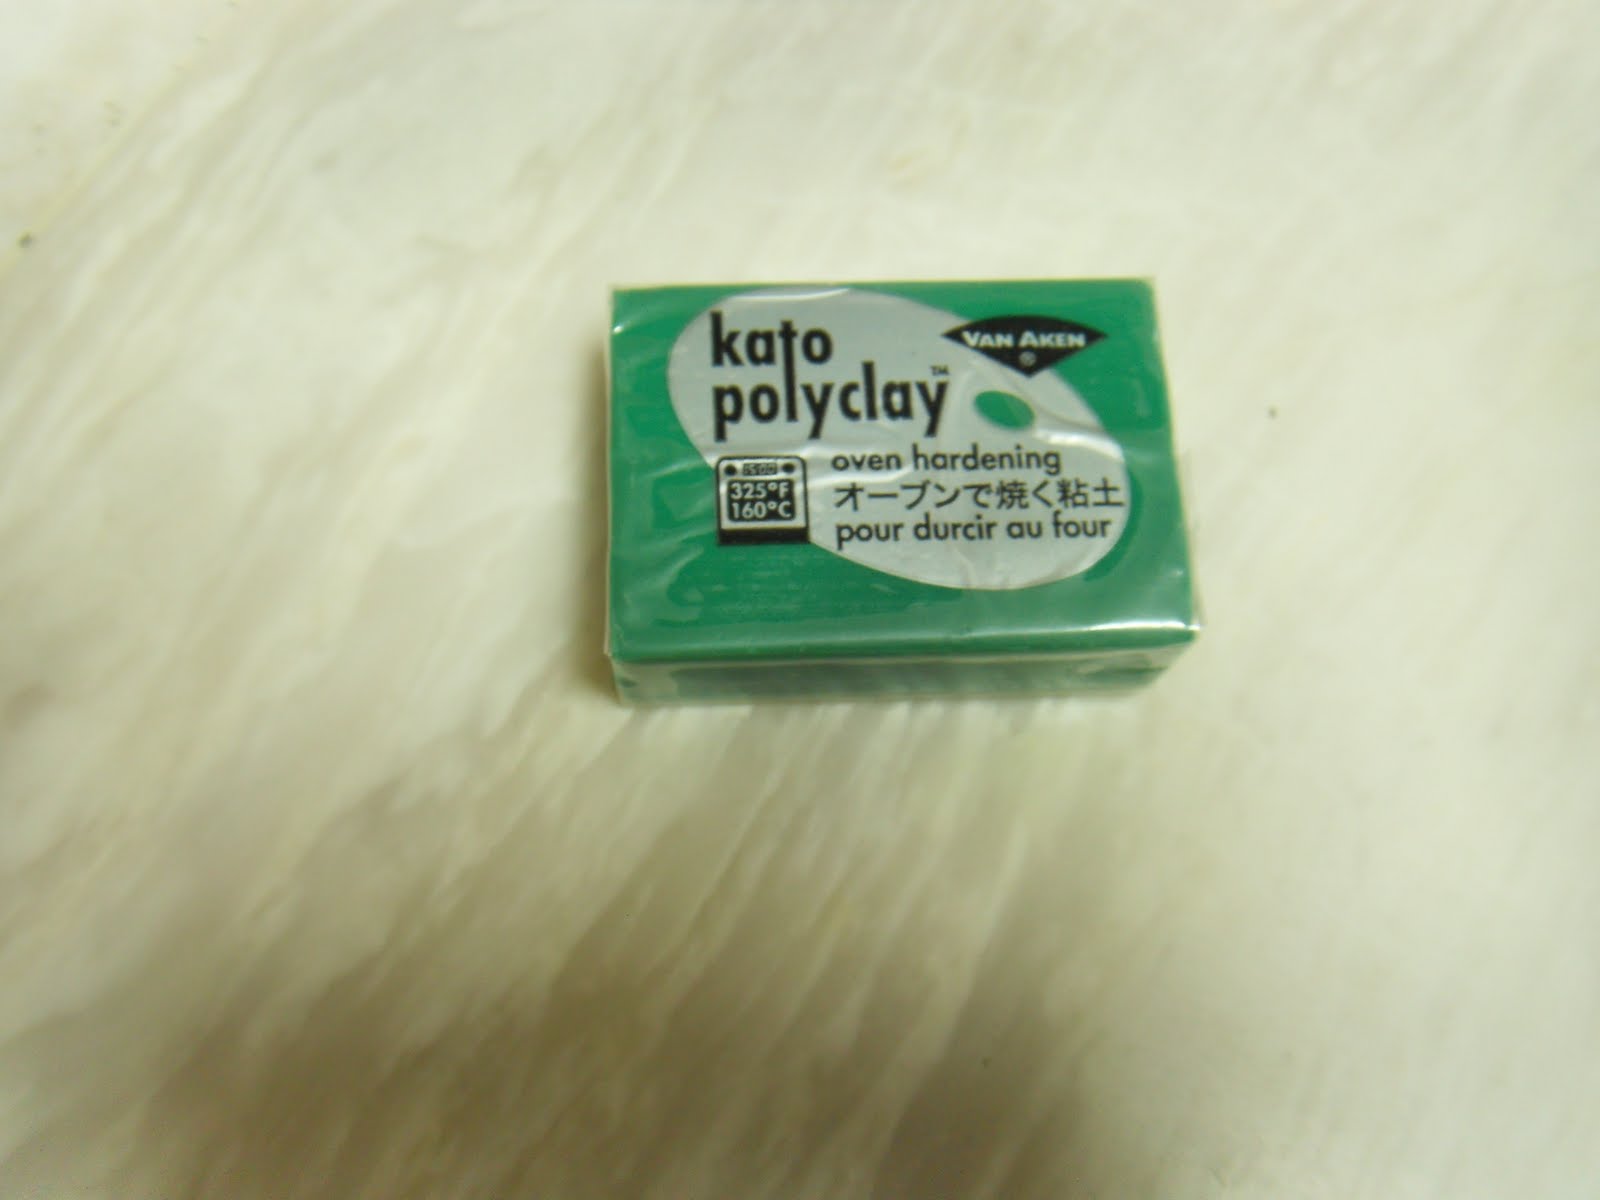 kato
polyclay™
VAN AKEN
®
oven hardening
オーブンで焼く粘土
pour durcir au four
325°F
160°C